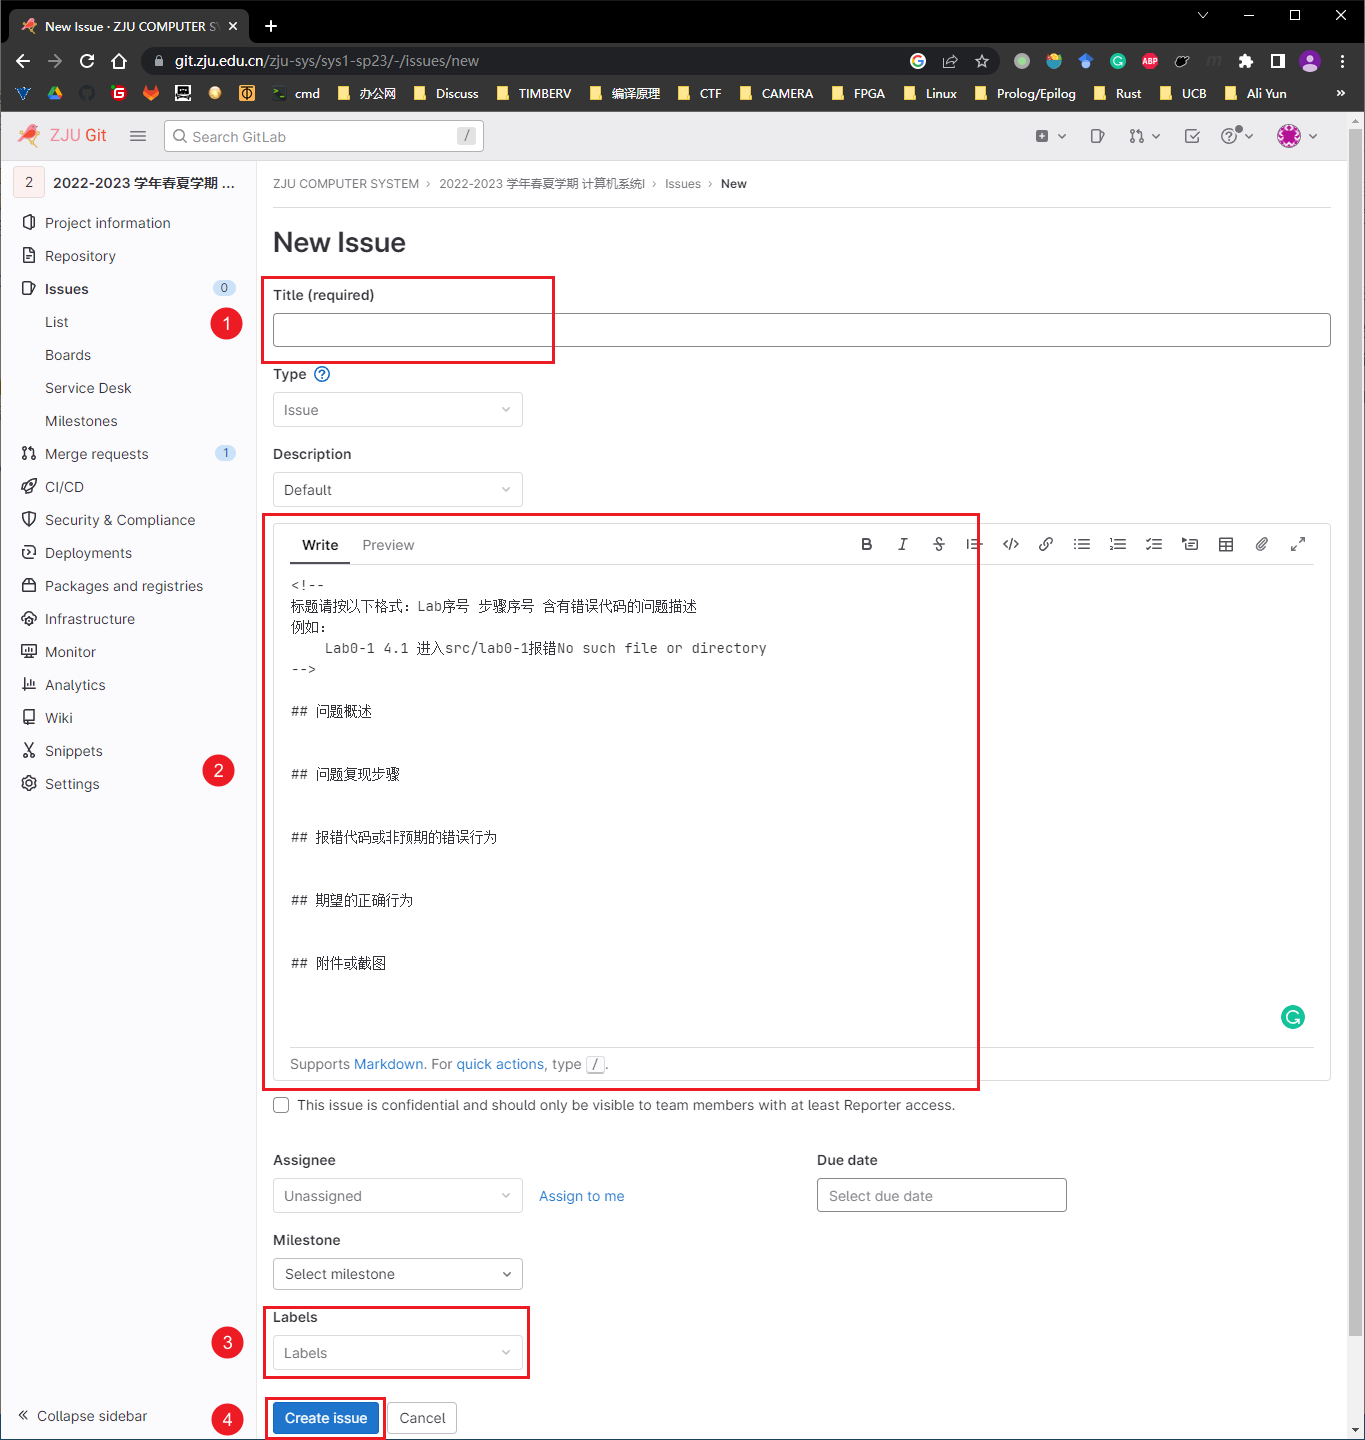 New Issue · ZJU COMPUTER S
git.zju.edu.cn/zju-sys/sys1-sp23/-/issues/new
cmd 办公网 Discuss TIMBERV 编译原理 CTF CAMERA FPGA Linux Prolog/Epilog Rust UCB Ali Yun »
ZJU Git
Search GitLab /
2 2022-2023 学年春夏学期 ...
Project information
Repository
Issues 0
List
Boards
Service Desk
Milestones
Merge requests 1
CI/CD
Security & Compliance
Deployments
Packages and registries
Infrastructure
Monitor
Analytics
Wiki
Snippets
Settings
Collapse sidebar
ZJU COMPUTER SYSTEM › 2022-2023 学年春夏学期 计算机系统I › Issues › New
New Issue
1
Title (required)
Type ?
Issue
Description
Default
2
Write Preview
<!--
标题请按以下格式：Lab序号 步骤序号 含有错误代码的问题描述
例如：
Lab0-1 4.1 进入src/lab0-1报错No such file or directory
-->
## 问题概述
## 问题复现步骤
## 报错代码或非预期的错误行为
## 期望的正确行为
## 附件或截图
Supports Markdown. For quick actions, type /.
This issue is confidential and should only be visible to team members with at least Reporter access.
Assignee
Unassigned Assign to me
Due date
Select due date
Milestone
Select milestone
3
Labels
Labels
4
Create issue Cancel